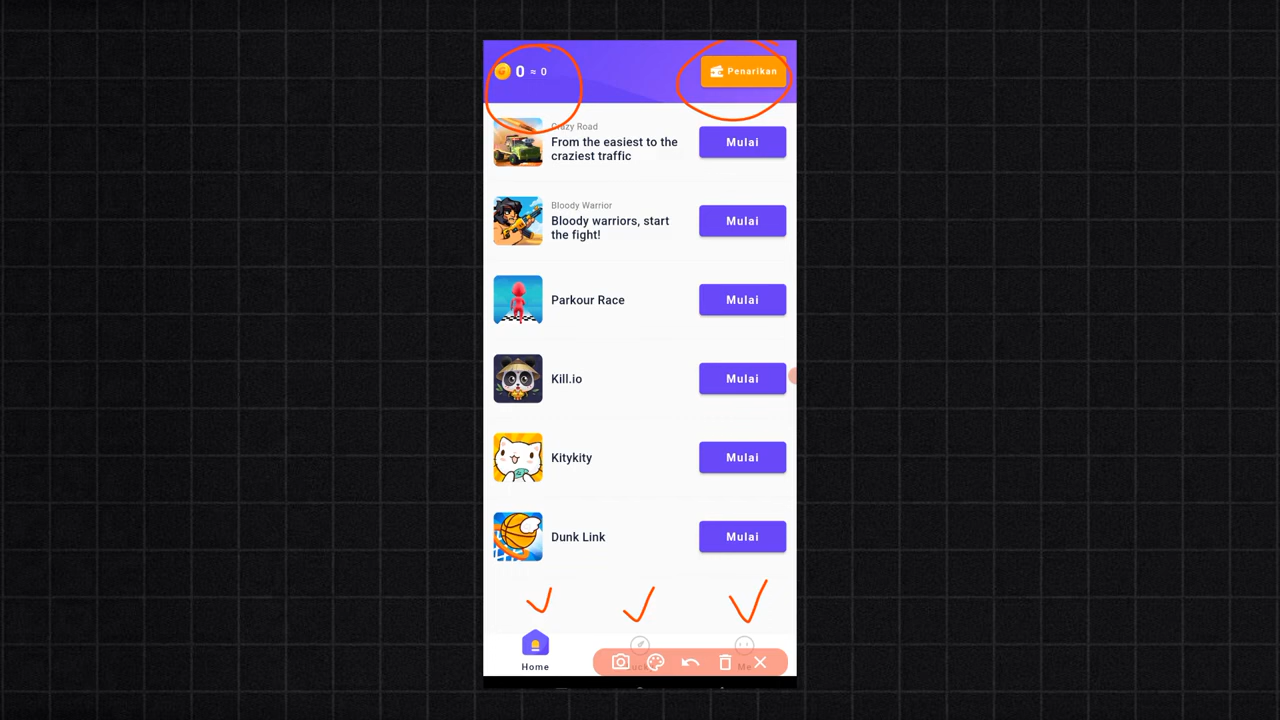 0 ≈ 0
Penarikan
Crazy Road
From the easiest to the
craziest traffic
Mulai
Bloody Warrior
Bloody warriors, start
the fight!
Mulai
Parkour Race
Mulai
Kill.io
Mulai
Kitykity
Mulai
Dunk Link
Mulai
Home
Me